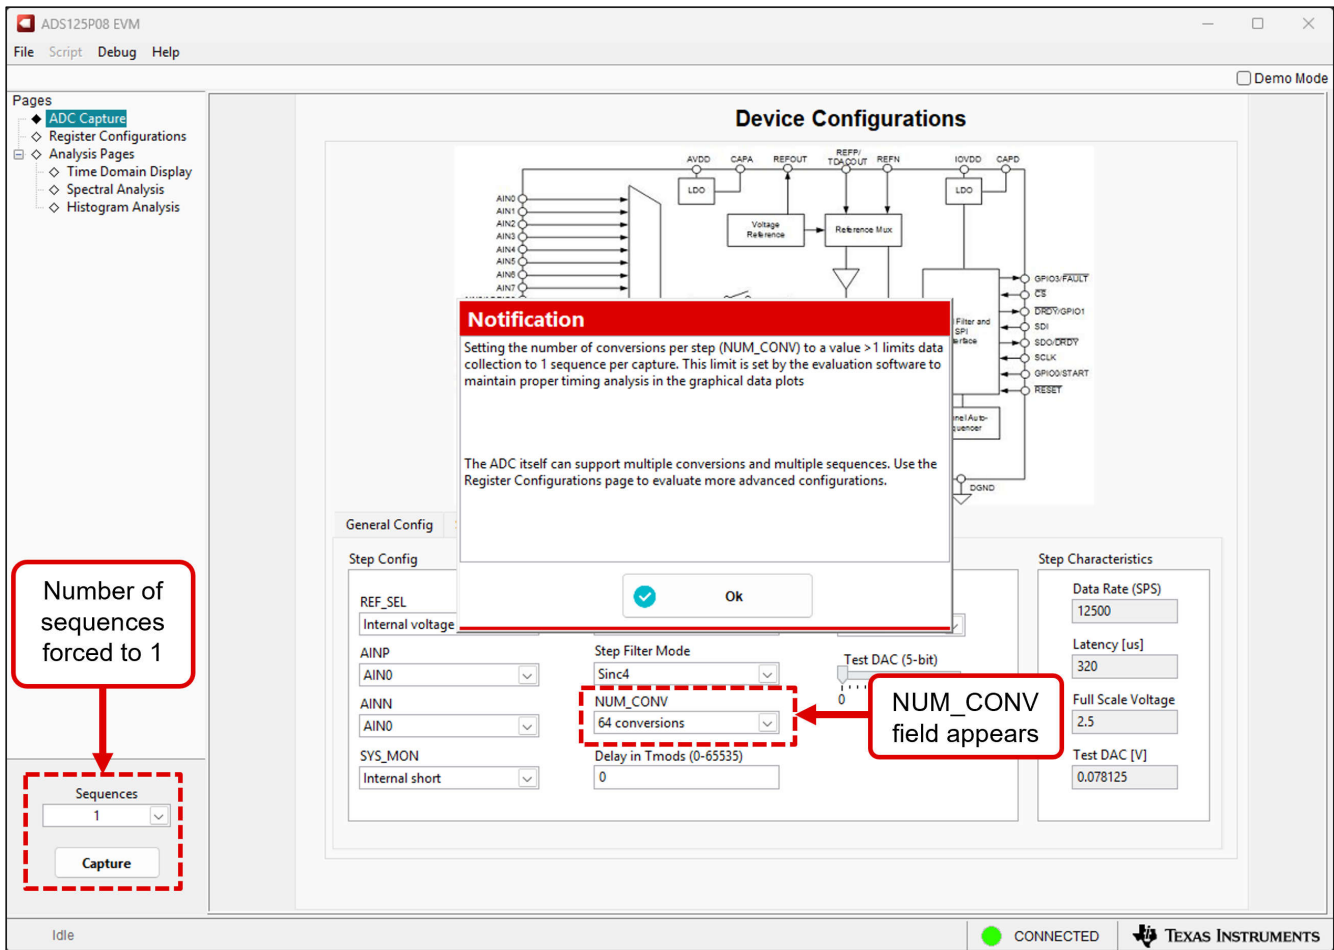 ADS125P08 EVM
File Script Debug Help
Demo Mode
Pages
ADC Capture
Register Configurations
Analysis Pages
Time Domain Display
Spectral Analysis
Histogram Analysis
Device Configurations
AVDD CAPA REFOUT REFP/ TDACOUT REFN IOVDD CAPD
LDO
LDO
AIN0
AIN1
AIN2
AIN3
AIN4
AIN5
AIN6
AIN7
Voltage
Reference
Reference Mux
GPIO3/FAULT
CS
DRDY/GPIO1
SDI
SDO/DRDY
SCLK
GPIO0/START
RESET
Filter and
SPI
DGND
Notification
Setting the number of conversions per step (NUM_CONV) to a value >1 limits data
collection to 1 sequence per capture. This limit is set by the evaluation software to
maintain proper timing analysis in the graphical data plots
The ADC itself can support multiple conversions and multiple sequences. Use the
Register Configurations page to evaluate more advanced configurations.
Ok
General Config
Step Config
REF_SEL
Internal voltage
AINP
AIN0
AINN
AIN0
SYS_MON
Internal short
Step Filter Mode
Sinc4
NUM_CONV
64 conversions
Delay in Tmods (0-65535)
0
Test DAC (5-bit)
0
NUM_CONV
field appears
Step Characteristics
Data Rate (SPS)
12500
Latency [us]
320
Full Scale Voltage
2.5
Test DAC [V]
0.078125
Number of
sequences
forced to 1
Sequences
1
Capture
Idle
CONNECTED
TEXAS INSTRUMENTS